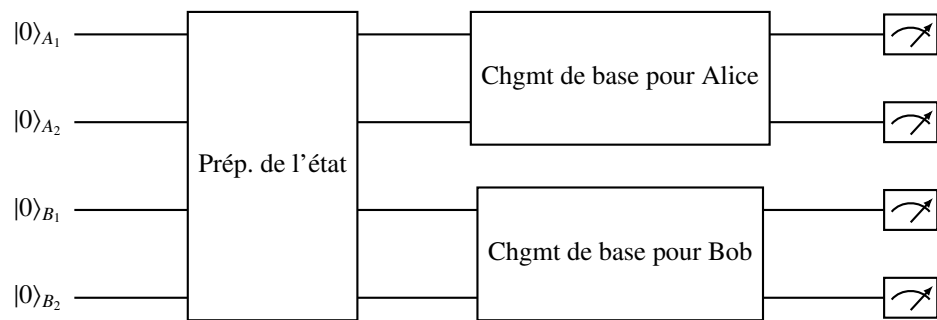 |0⟩A₁
Chgmt de base pour Alice
|0⟩A₂
Prép. de l’état
|0⟩B₁
Chgmt de base pour Bob
|0⟩B₂